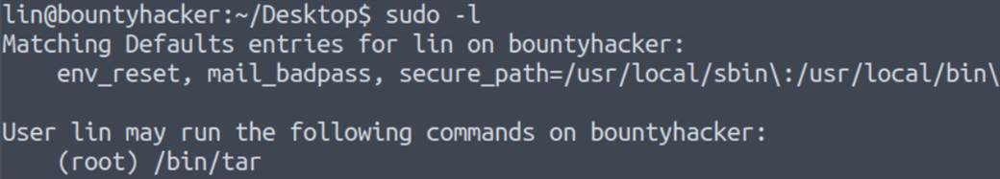 lin@bountyhacker:~/Desktop$ sudo -l
Matching Defaults entries for lin on bountyhacker:
    env_reset, mail_badpass, secure_path=/usr/local/sbin\:/usr/local/bin\

User lin may run the following commands on bountyhacker:
    (root) /bin/tar